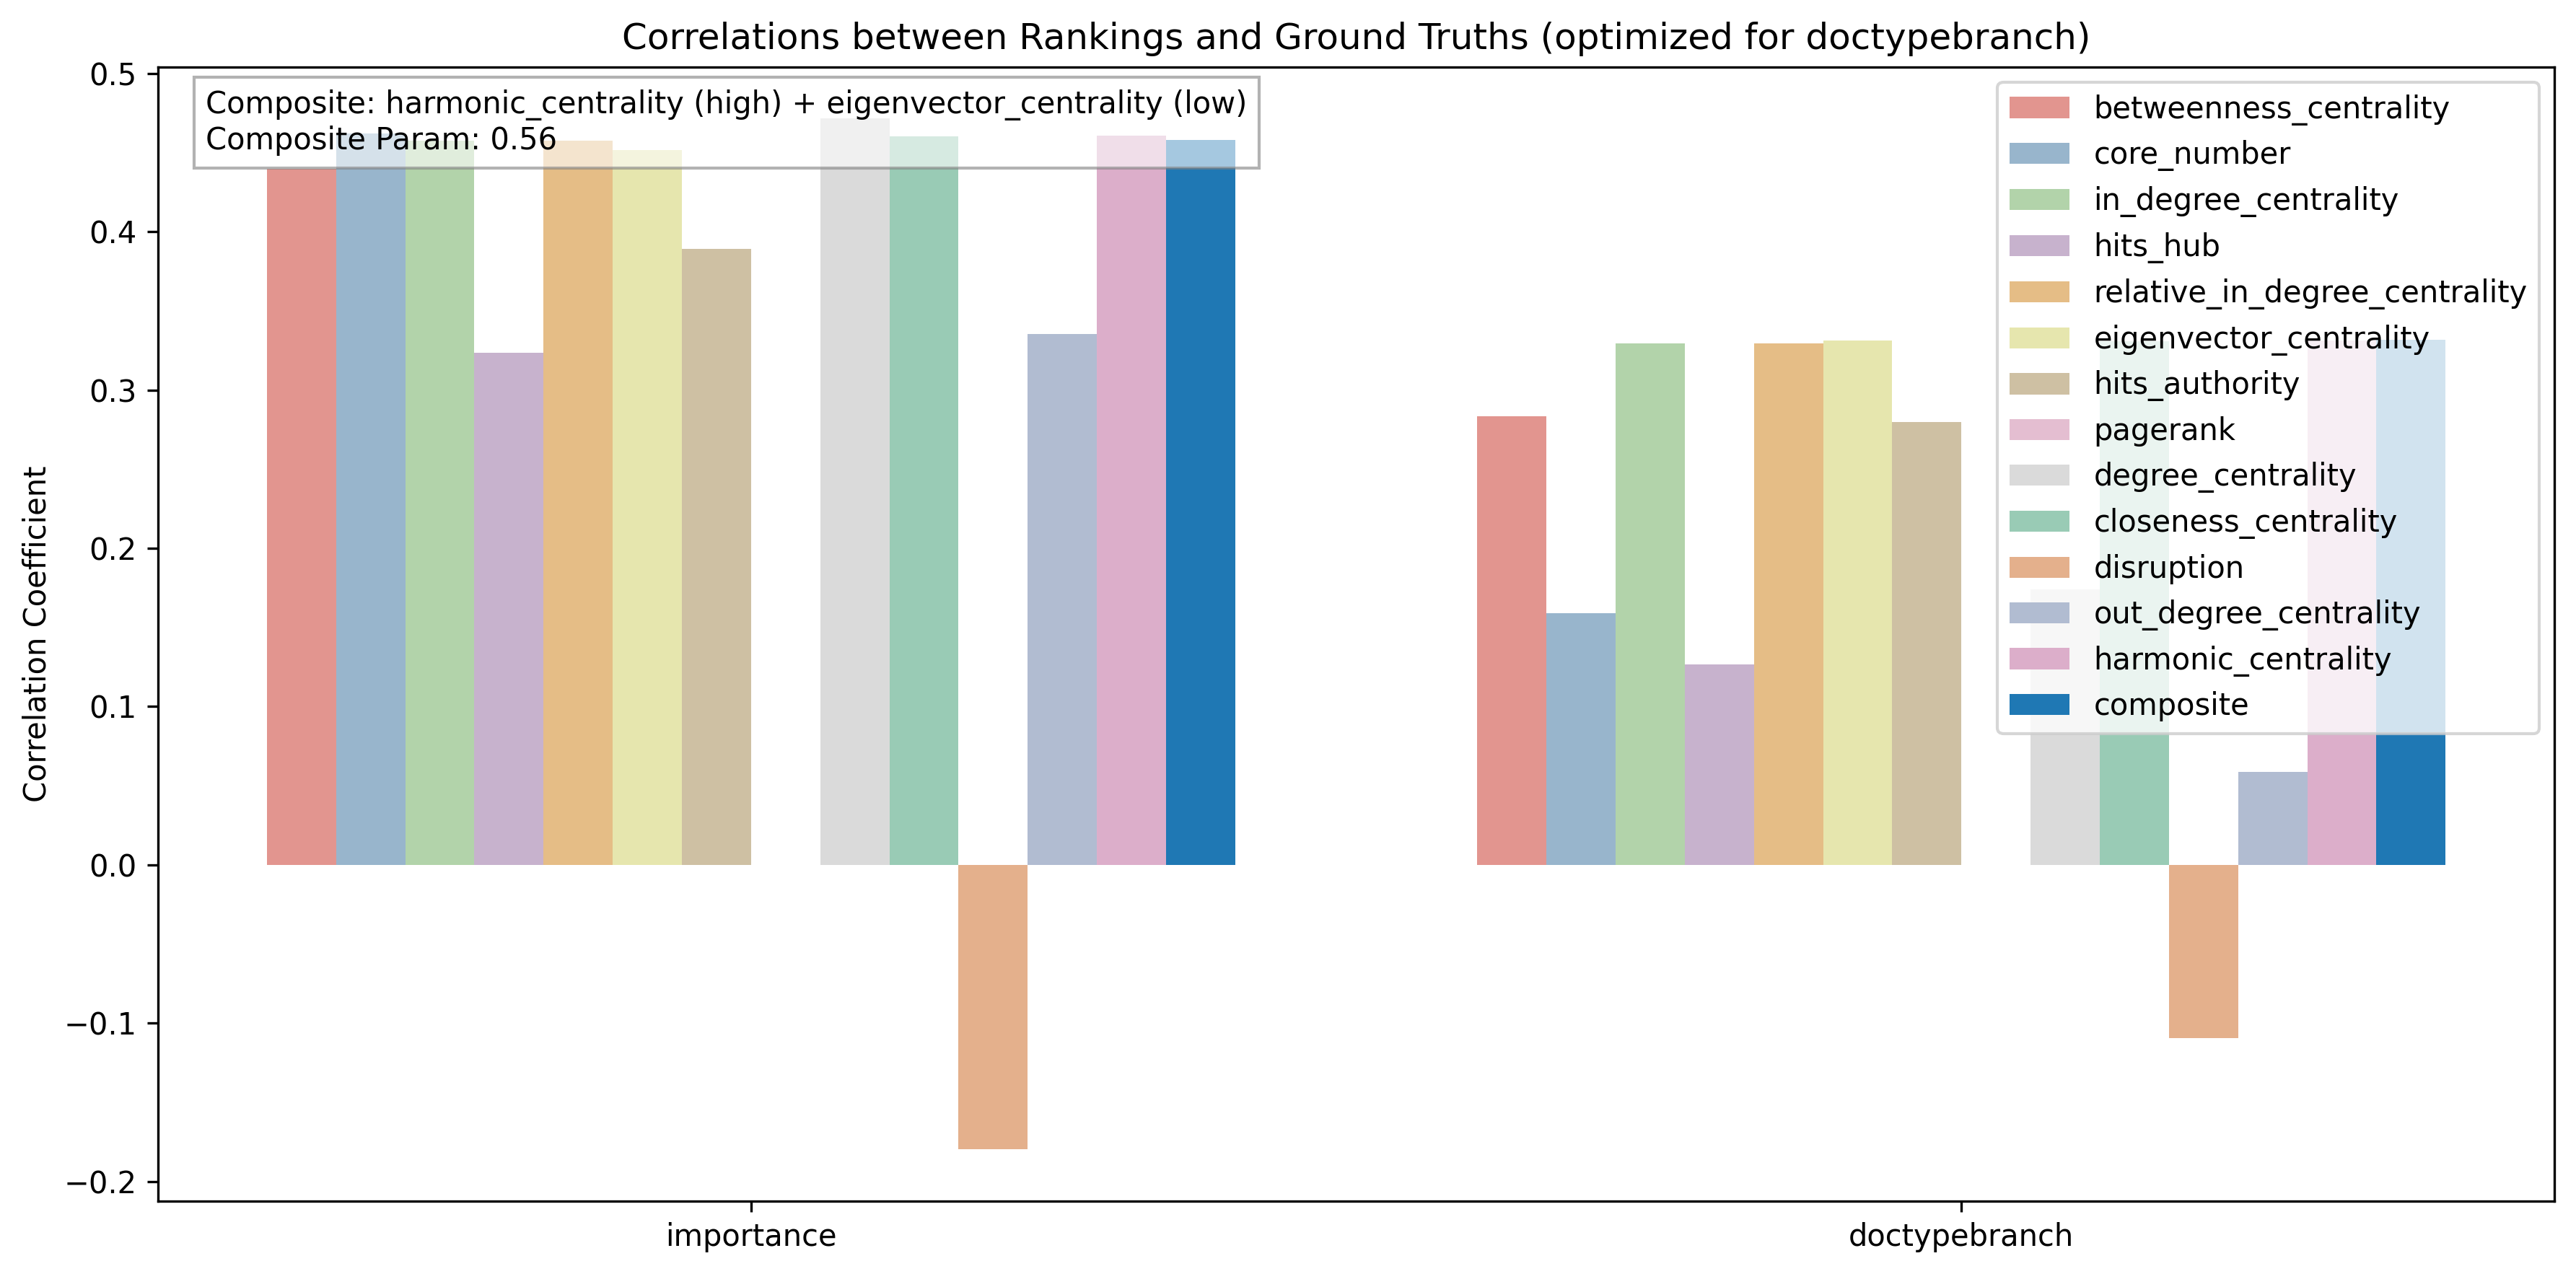 Correlations between Rankings and Ground Truths (optimized for doctypebranch)
Composite: harmonic_centrality (high) + eigenvector_centrality (low)
Composite Param: 0.56
Correlation Coefficient
0.5
0.4
0.3
0.2
0.1
0.0
−0.1
−0.2
betweenness_centrality
core_number
in_degree_centrality
hits_hub
relative_in_degree_centrality
eigenvector_centrality
hits_authority
pagerank
degree_centrality
closeness_centrality
disruption
out_degree_centrality
harmonic_centrality
composite
importance
doctypebranch